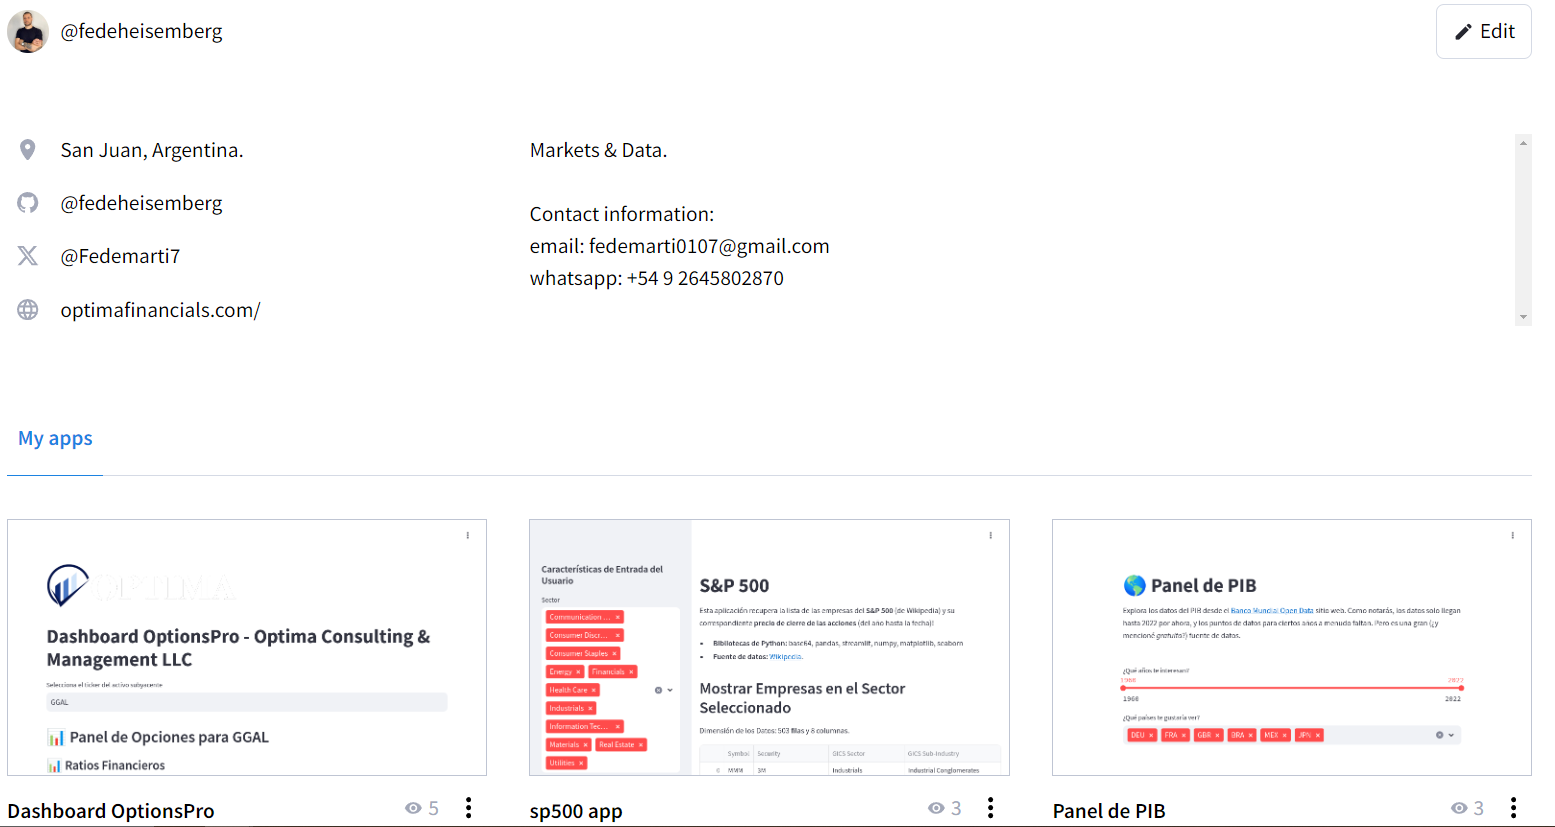 @fedeheisemberg
Edit
San Juan, Argentina.
@fedeheisemberg
@Fedemarti7
optimafinancials.com/
Markets & Data.
Contact information:
email: fedemarti0107@gmail.com
whatsapp: +54 9 2645802870
My apps
OPTIMA
Dashboard OptionsPro - Optima Consulting &
Management LLC
Selecciona el ticker del activo subyacente
GGAL
Panel de Opciones para GGAL
Ratios Financieros
Dashboard OptionsPro
5
Características de Entrada del
Usuario
Sector
Communication ... ×
Consumer Discr... ×
Consumer Staples ×
Energy × Financials ×
Health Care ×
Industrials ×
Information Tec... ×
Materials × Real Estate ×
Utilities ×
S&P 500
Esta aplicación recupera la lista de las empresas del S&P 500 (de Wikipedia) y su
correspondiente precio de cierre de las acciones (del año hasta la fecha)!
• Bibliotecas de Python: base64, pandas, streamlit, numpy, matplotlib, seaborn
• Fuente de datos: Wikipedia.
Mostrar Empresas en el Sector
Seleccionado
Dimensión de los Datos: 503 filas y 8 columnas.
Symbol Security GICS Sector GICS Sub-Industry
MMM 3M Industrials Industrial Conglomerates
sp500 app
3
Panel de PIB
Explora los datos del PIB desde el Banco Mundial Open Data sitio web. Como notarás, los datos solo llegan
hasta 2022 por ahora, y los puntos de datos para ciertos años a menudo faltan. Pero es una gran (¿y
mencioné gratuita?) fuente de datos.
¿Qué años te interesan?
1960 2022
1960 2022
¿Qué países te gustaría ver?
DEU × FRA × GBR × BRA × MEX × JPN ×
Panel de PIB
3